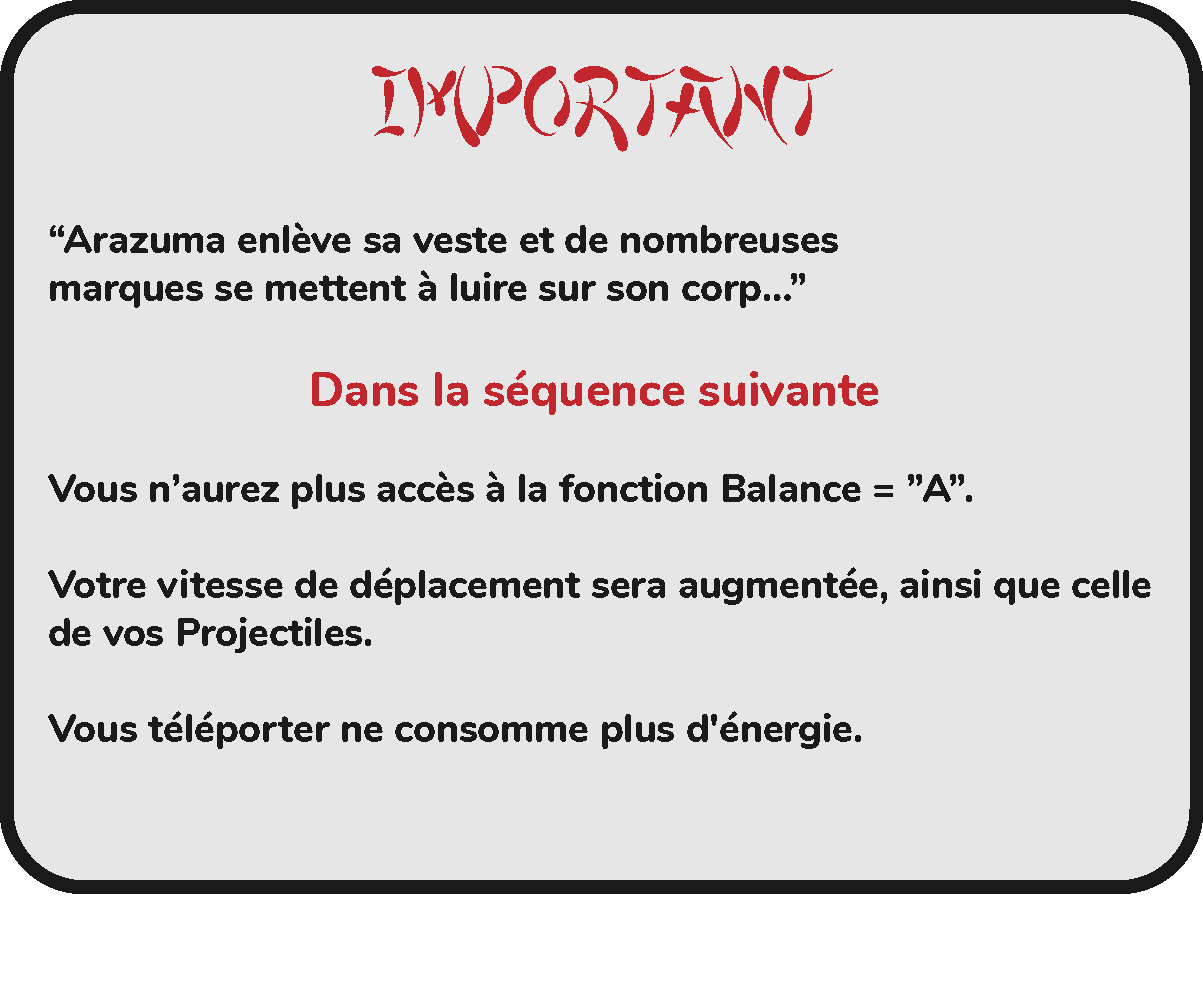 IMPORTANT
“Arazuma enlève sa veste et de nombreuses
marques se mettent à luire sur son corp...”
Dans la séquence suivante
Vous n’aurez plus accès à la fonction Balance = ”A”.
Votre vitesse de déplacement sera augmentée, ainsi que celle
de vos Projectiles.
Vous téléporter ne consomme plus d'énergie.